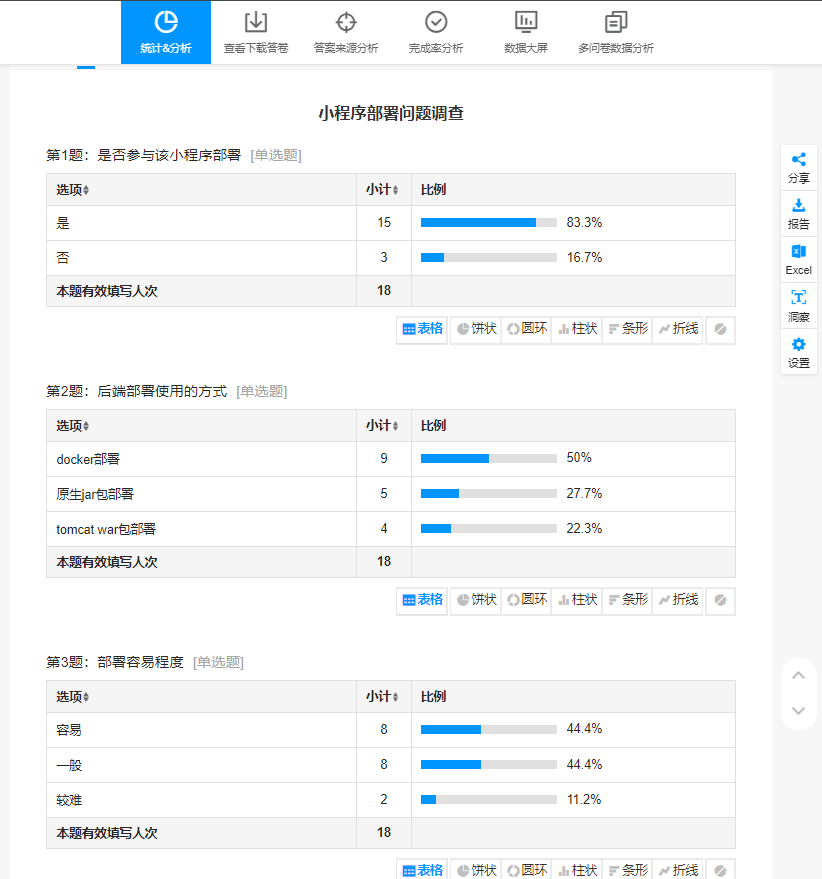 统计&分析 查看下载答卷 答案来源分析 完成率分析 数据大屏 多问卷数据分析
小程序部署问题调查
第1题：是否参与该小程序部署 [单选题]
选项 小计 比例
是 15 83.3%
否 3 16.7%
本题有效填写人次 18
表格 饼状 圆环 柱状 条形 折线
第2题：后端部署使用的方式 [单选题]
选项 小计 比例
docker部署 9 50%
原生jar包部署 5 27.7%
tomcat war包部署 4 22.3%
本题有效填写人次 18
表格 饼状 圆环 柱状 条形 折线
第3题：部署容易程度 [单选题]
选项 小计 比例
容易 8 44.4%
一般 8 44.4%
较难 2 11.2%
本题有效填写人次 18
表格 饼状 圆环 柱状 条形 折线
分享
报告
Excel
洞察
设置